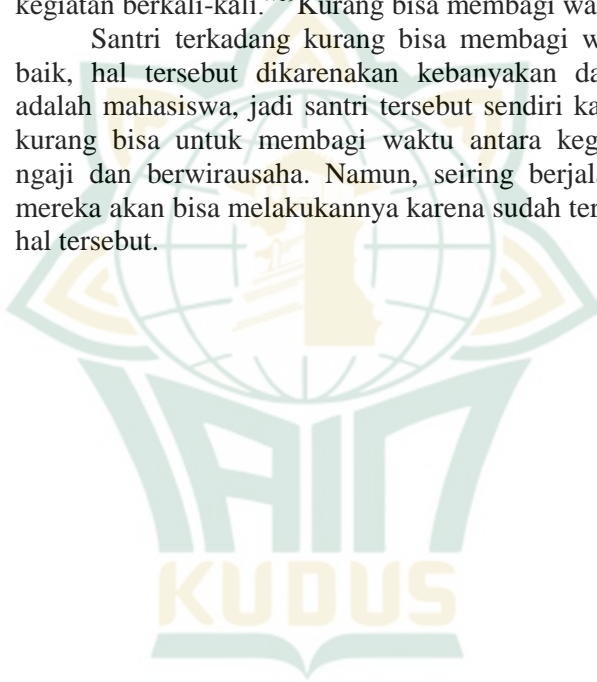 kegiatan berkali-kali." Kurang bisa membagi wa
Santri terkadang kurang bisa membagi w
baik, hal tersebut dikarenakan kebanyakan da
adalah mahasiswa, jadi santri tersebut sendiri ka
kurang bisa untuk membagi waktu antara keg
ngaji dan berwirausaha. Namun, seiring berjala
mereka akan bisa melakukannya karena sudah ter
hal tersebut.
IAIN
KUDUS